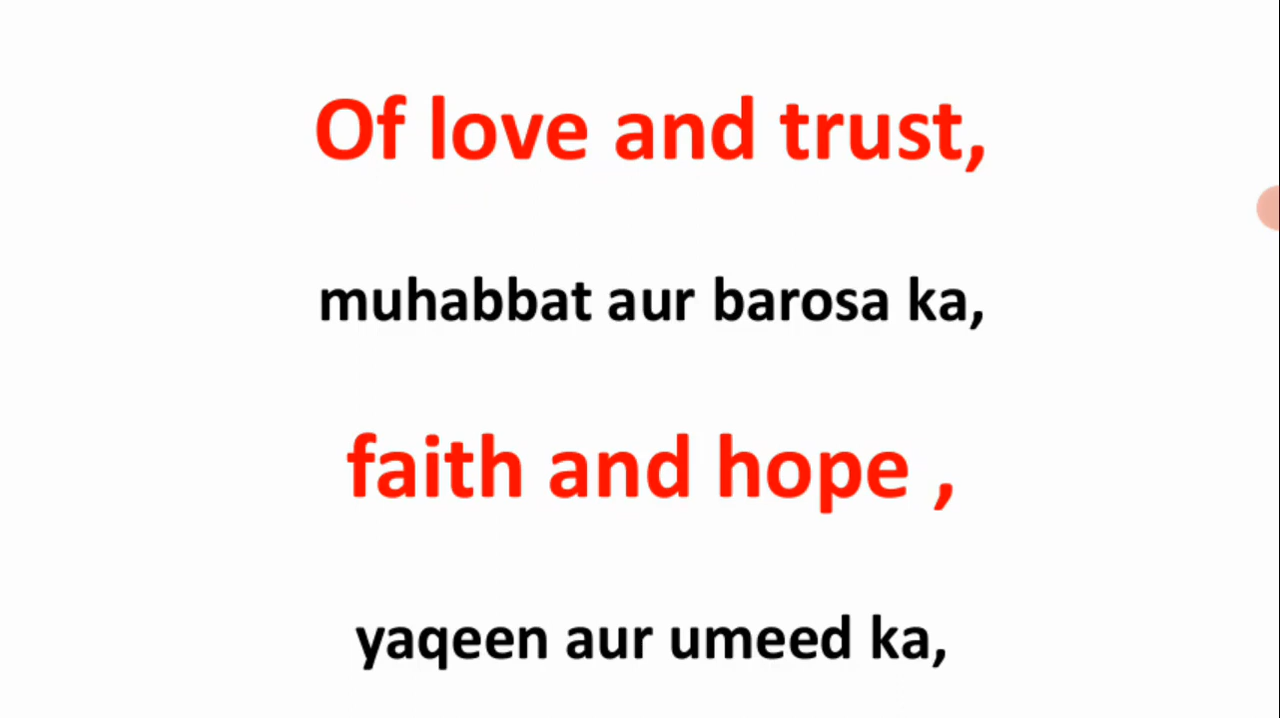 Of love and trust,
muhabbat aur barosa ka,
faith and hope ,
yaqeen aur umeed ka,